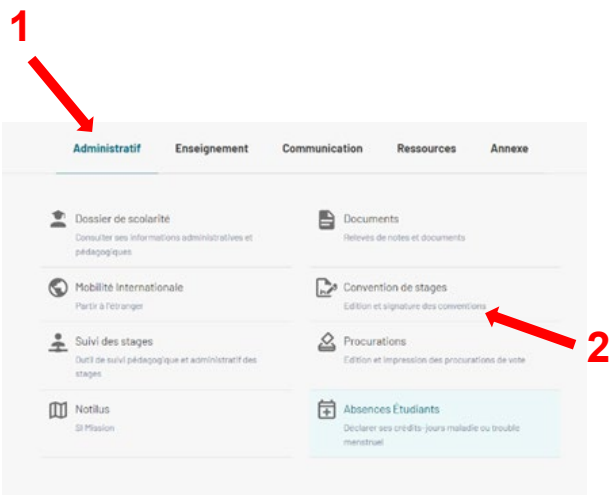 1
Administratif Enseignement Communication Ressources Annexe
Dossier de scolarité
Consulter ses informations administratives et
pédagogiques
Documents
Relevés de notes et documents
Mobilité Internationale
Partir à l'étranger
Convention de stages
Edition et signature des conventions
2
Suivi des stages
Outil de suivi pédagogique et administratif des
stages
Procurations
Edition et impression des procurations de vote
Notilus
SI Mission
Absences Étudiants
Déclarer ses crédits-jours maladie ou trouble
menstruel